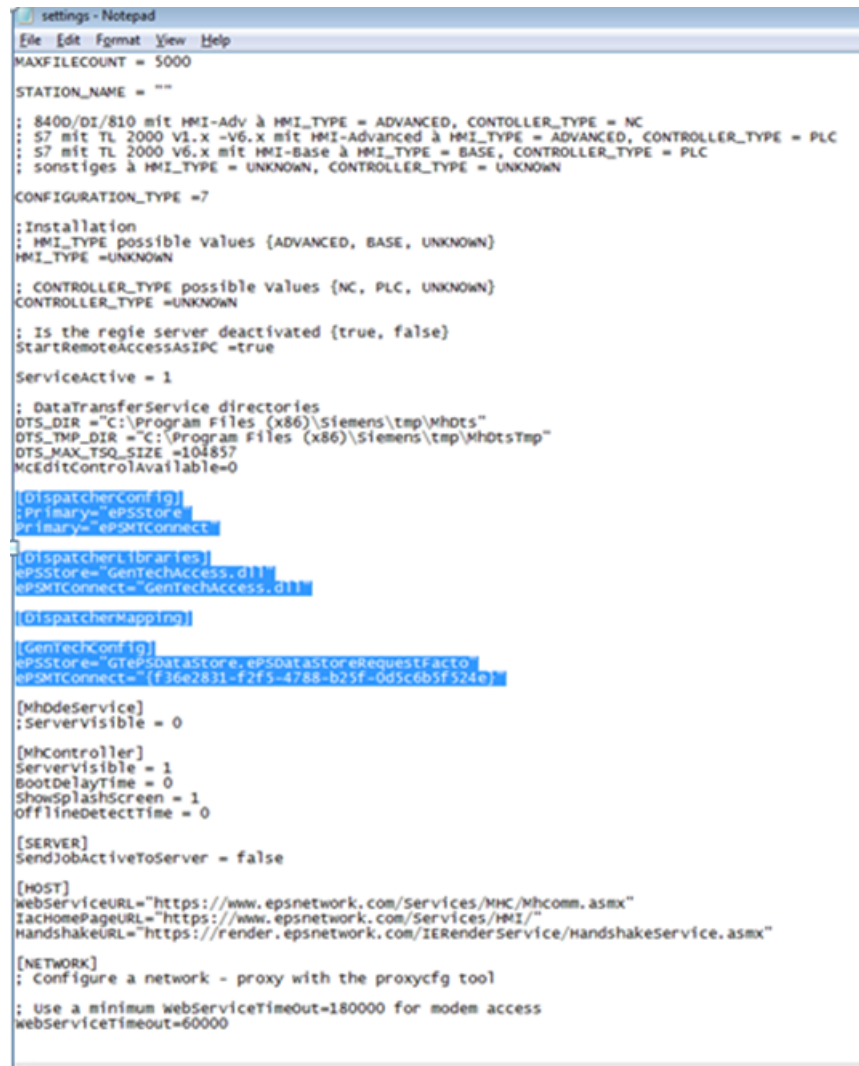 settings - Notepad
File Edit Format View Help
MAXFILECOUNT = 5000
STATION_NAME = ""
; 840D/DI/810 mit HMI-Adv à HMI_TYPE = ADVANCED, CONTOLLER_TYPE = NC
; S7 mit TL 2000 V1.x -V6.x mit HMI-Advanced à HMI_TYPE = ADVANCED, CONTROLLER_TYPE = PLC
; S7 mit TL 2000 V6.x mit HMI-Base à HMI_TYPE = BASE, CONTROLLER_TYPE = PLC
; sonstiges à HMI_TYPE = UNKNOWN, CONTROLLER_TYPE = UNKNOWN
CONFIGURATION_TYPE =7
;Installation
; HMI_TYPE possible values {ADVANCED, BASE, UNKNOWN}
HMI_TYPE =UNKNOWN
; CONTROLLER_TYPE possible values {NC, PLC, UNKNOWN}
CONTROLLER_TYPE =UNKNOWN
; Is the regie server deactivated {true, false}
StartRemoteAccessAsIPC =true
ServiceActive = 1
; DataTransferService directories
DTS_DIR ="C:\Program Files (x86)\Siemens\tmp\MhDts"
DTS_TMP_DIR ="C:\Program Files (x86)\Siemens\tmp\MhDtsTmp"
DTS_MAX_TSQ_SIZE =104857
McEditControlAvailable=0
[DispatcherConfig]
;Primary="ePSStore"
Primary="ePSMTConnect"
[DispatcherLibraries]
ePSStore="GenTechAccess.dll"
ePSMTConnect="GenTechAccess.dll"
[DispatcherMapping]
[GenTechConfig]
ePSStore="GTePSDataStore.ePSDataStoreRequestFacto"
ePSMTConnect="{f36e2831-f2f5-4788-b25f-0d5c6b5f524e}"
[MhDdeService]
;ServerVisible = 0
[MhController]
ServerVisible = 1
BootDelayTime = 0
ShowSplashScreen = 1
OfflineDetectTime = 0
[SERVER]
SendJobActiveToServer = false
[HOST]
WebServiceURL="https://www.epsnetwork.com/Services/MHC/Mhcomm.asmx"
IacHomePageURL="https://www.epsnetwork.com/Services/HMI/"
HandshakeURL="https://render.epsnetwork.com/IERenderService/HandshakeService.asmx"
[NETWORK]
; Configure a network - proxy with the proxycfg tool
; Use a minimum WebServiceTimeOut=180000 for modem access
WebServiceTimeout=60000